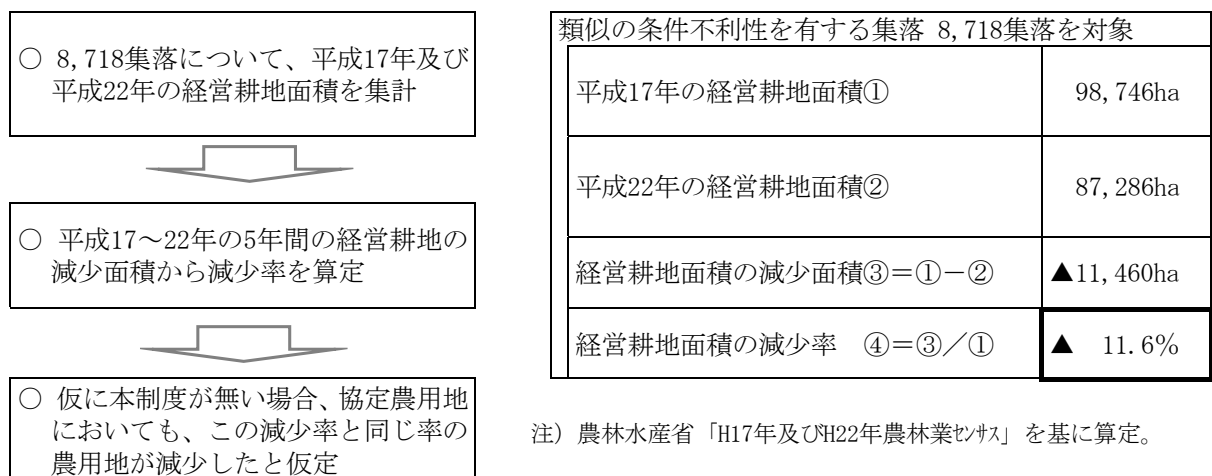 ○ 8,718集落について、平成17年及び
平成22年の経営耕地面積を集計
○ 平成17～22年の5年間の経営耕地の
減少面積から減少率を算定
○ 仮に本制度が無い場合、協定農用地
においても、この減少率と同じ率の
農用地が減少したと仮定
類似の条件不利性を有する集落 8,718集落を対象
平成17年の経営耕地面積① 98,746ha
平成22年の経営耕地面積② 87,286ha
経営耕地面積の減少面積③＝①－② ▲11,460ha
経営耕地面積の減少率 ④＝③／① ▲ 11.6％
注）農林水産省「H17年及びH22年農林業ｾﾝｻｽ」を基に算定。